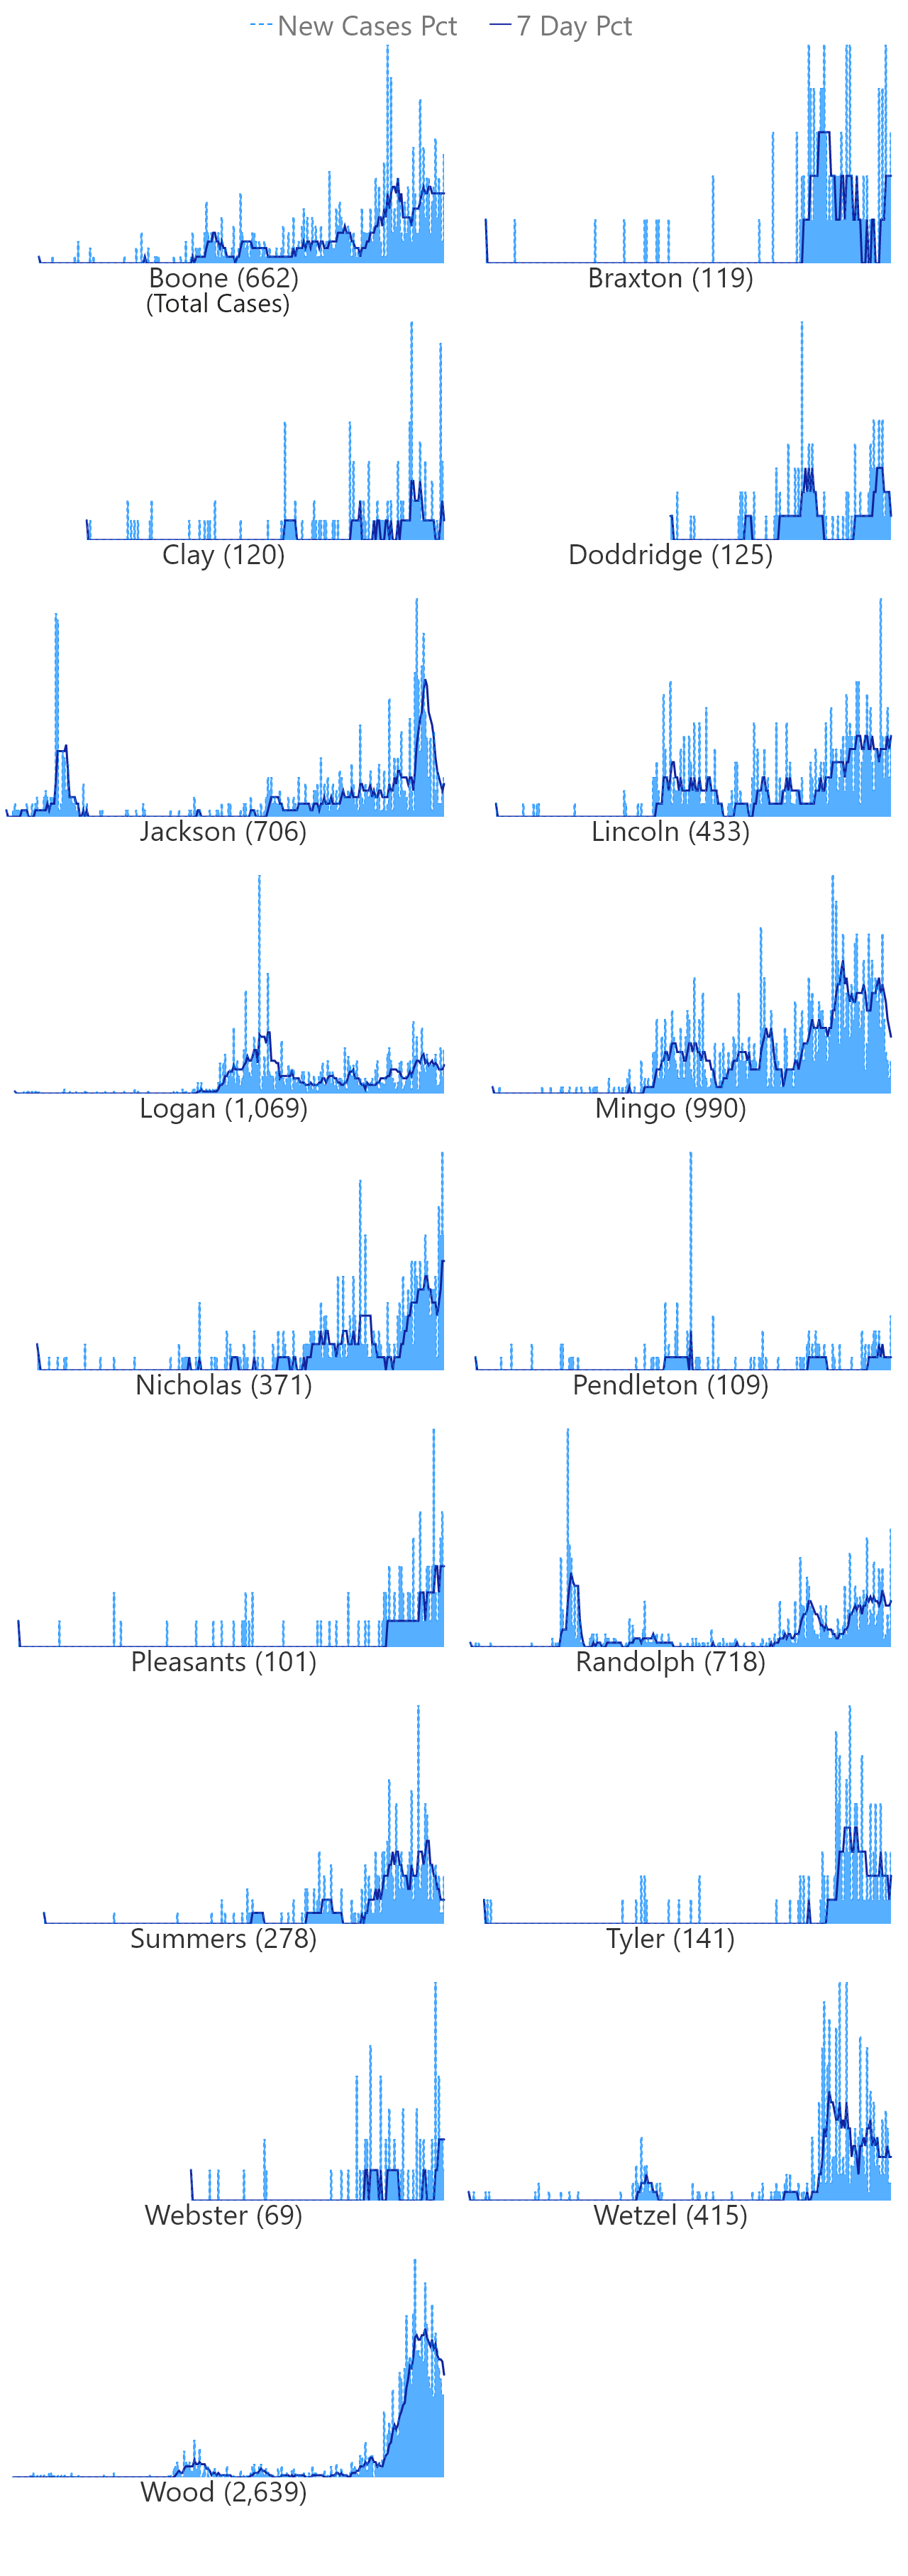 New Cases Pct 7 Day Pct
Boone (662) Braxton (119)
(Total Cases)
Clay (120) Doddridge (125)
Jackson (706) Lincoln (433)
Logan (1,069) Mingo (990)
Nicholas (371) Pendleton (109)
Pleasants (101) Randolph (718)
Summers (278) Tyler (141)
Webster (69) Wetzel (415)
Wood (2,639)